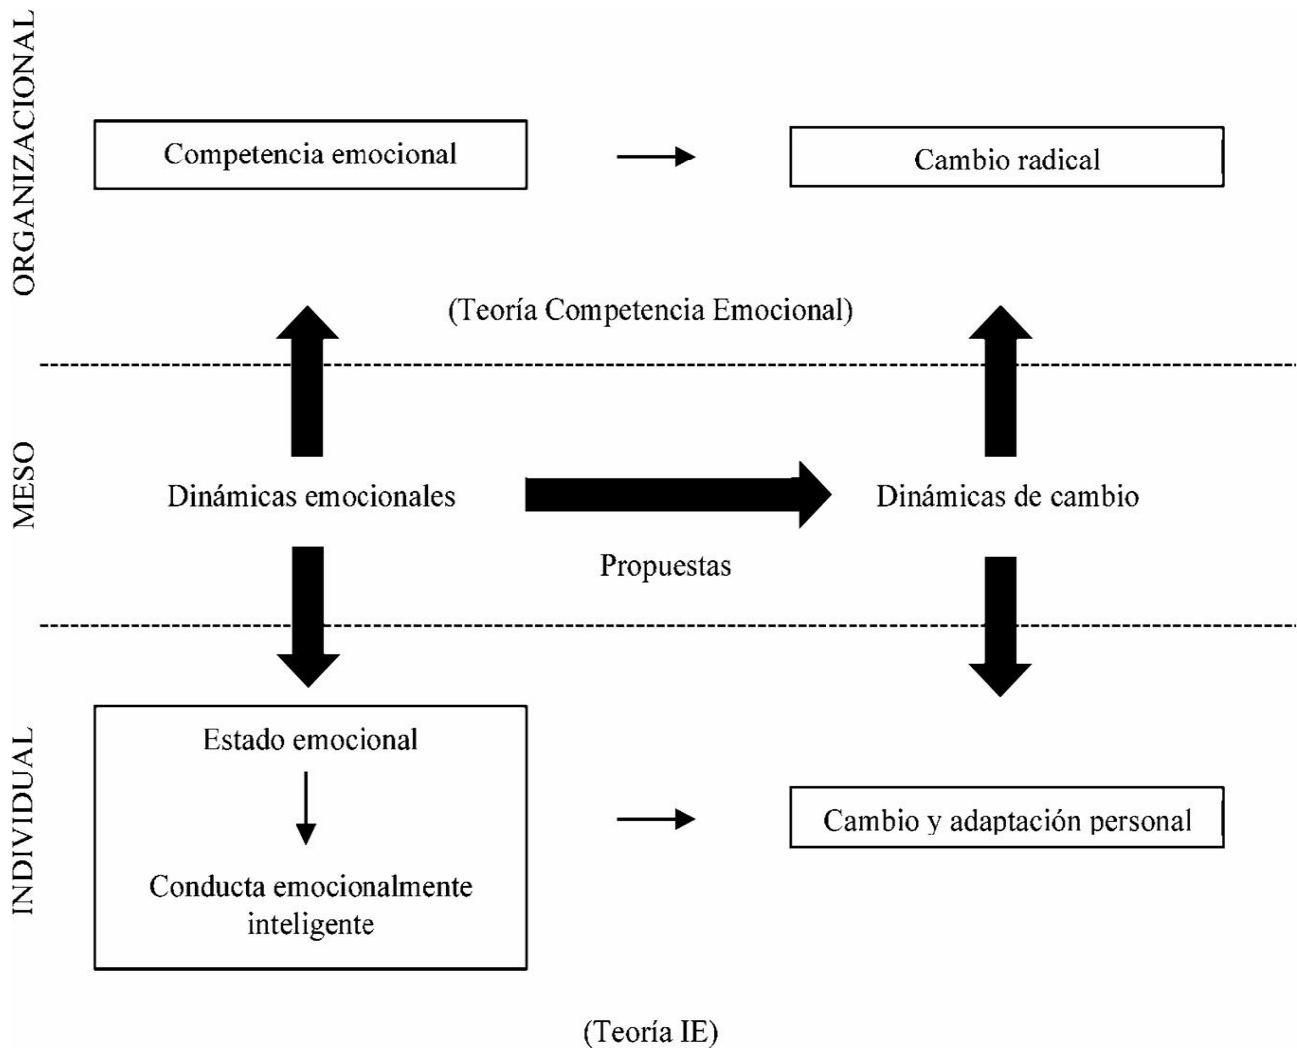 ORGANIZACIONAL
Competencia emocional
Cambio radical
(Teoría Competencia Emocional)
MESO
Dinámicas emocionales
Dinámicas de cambio
Propuestas
INDIVIDUAL
Estado emocional
Cambio y adaptación personal
Conducta emocionalmente
inteligente
(Teoría IE)